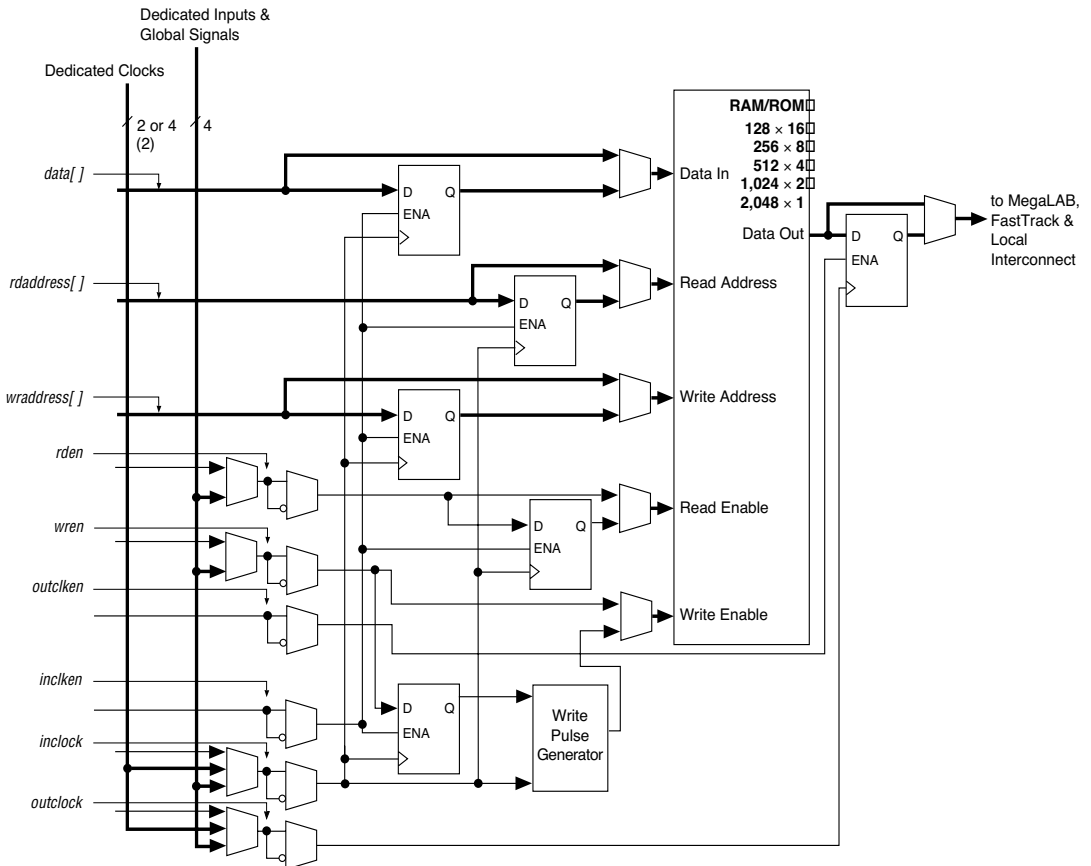 Dedicated Inputs &
Global Signals
Dedicated Clocks
2 or 4
(2)
4
RAM/ROM
128 × 16
256 × 8
512 × 4
1,024 × 2
2,048 × 1
data[ ]
D Q
ENA
Data In
Data Out
D Q
ENA
to MegaLAB,
FastTrack &
Local
Interconnect
rdaddress[ ]
D Q
ENA
Read Address
wraddress[ ]
D Q
ENA
Write Address
rden
D Q
ENA
Read Enable
wren
outclken
Write Enable
inclken
D Q
ENA
Write
Pulse
Generator
inclock
outclock